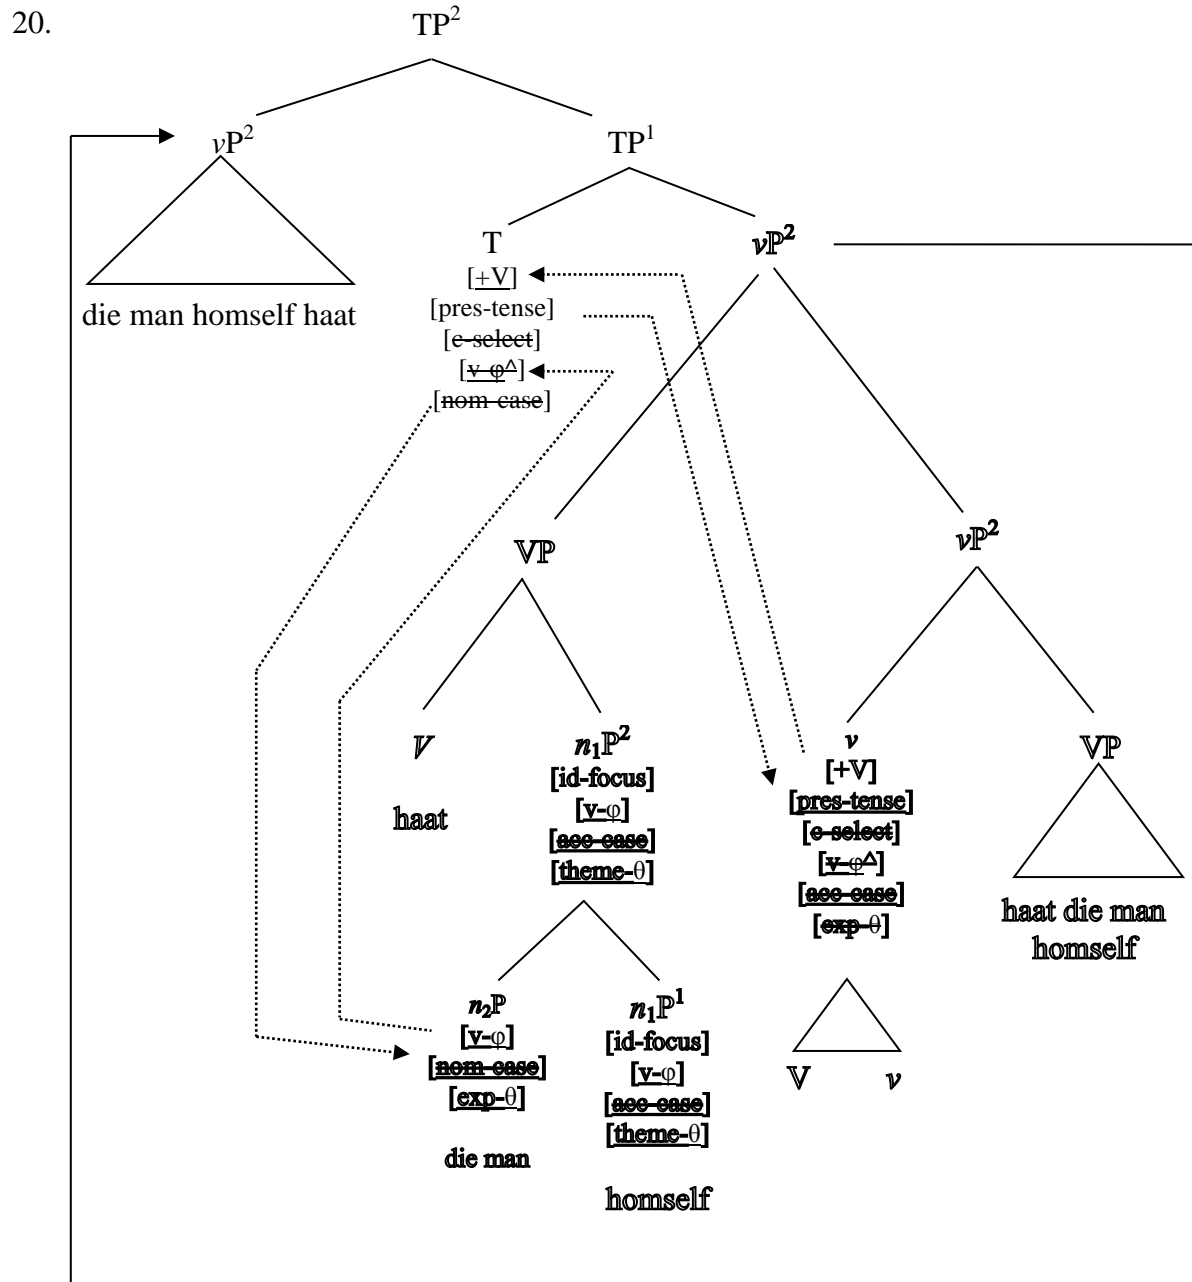 20.
TP²
vP²
TP¹
die man homself haat
T
[+V]
[pres-tense]
[c-select]
[v-φ^]
[nom-case]
vP²
VP
vP²
V
haat
n₁P²
[id-focus]
[v-φ]
[acc-case]
[theme-θ]
v
[+V]
[pres-tense]
[c-select]
[v-φ^]
[acc-case]
[exp-θ]
VP
haat die man
homself
n₂P
[v-φ]
[nom-case]
[exp-θ]
die man
n₁P¹
[id-focus]
[v-φ]
[acc-case]
[theme-θ]
homself
V v